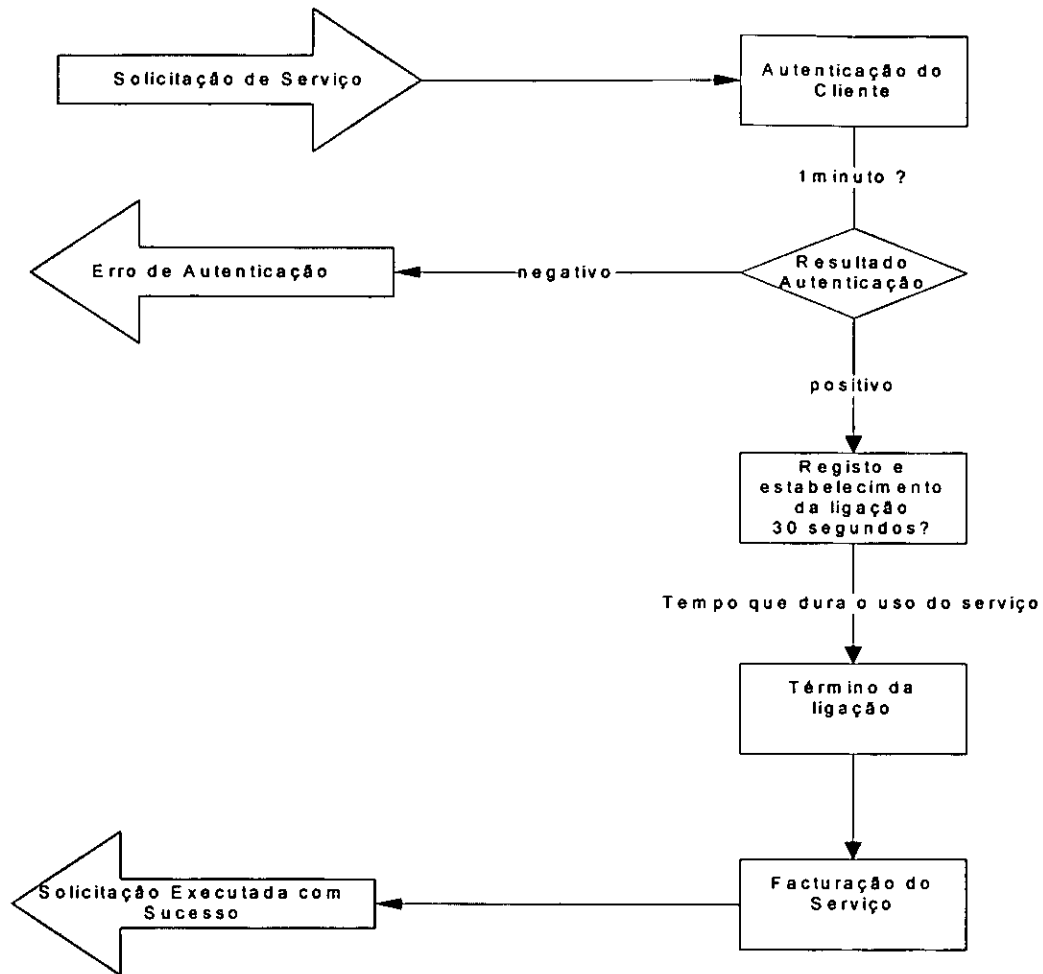 Solicitação de Serviço
Autenticação do
Cliente
1 minuto ?
Erro de Autenticação
negativo
Resultado
Autenticação
positivo
Registo e
estabelecimento
da ligação
30 segundos?
Tempo que dura o uso do serviço
Término da
ligação
Solicitação Executada com
Sucesso
Facturação do
Serviço